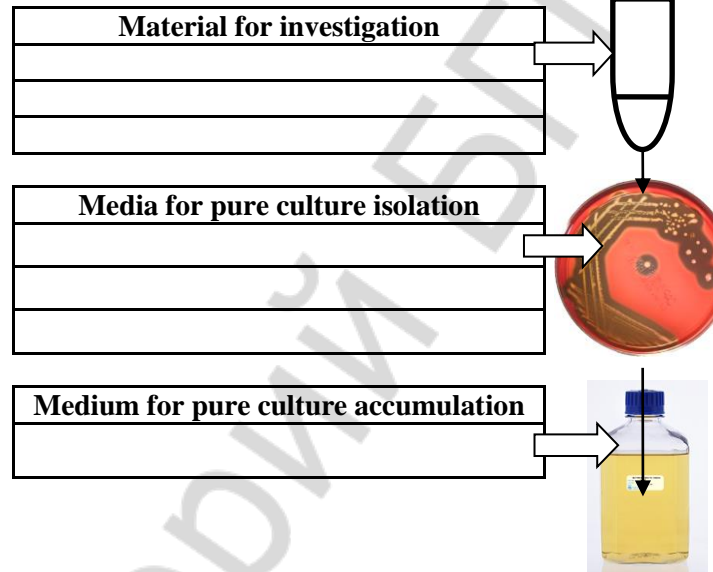 Material for investigation
Media for pure culture isolation
Medium for pure culture accumulation